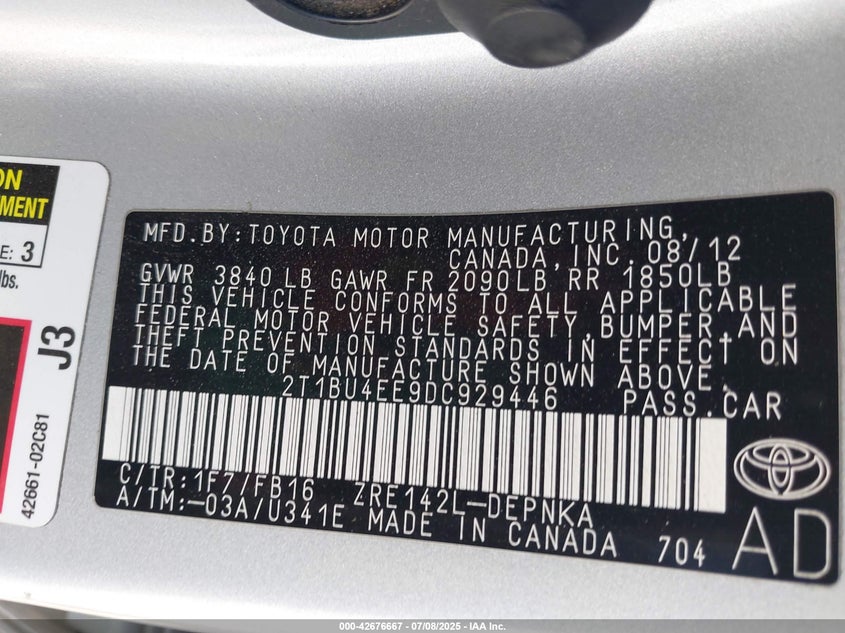 ON
MENT
E: 3
lbs.
J3
42661-02C81
MFD.BY:TOYOTA MOTOR MANUFACTURING,
CANADA,INC.08/12
GVWR 3840LB GAWR FR 2090LB RR 1850LB
THIS VEHICLE CONFORMS TO ALL APPLICABLE
FEDERAL MOTOR VEHICLE SAFETY,BUMPER,AND
THEFT PREVENTION STANDARDS IN EFFECT ON
THE DATE OF MANUFACTURE SHOWN ABOVE.
2T1BU4EE9DC929446 PASS.CAR
C/TR:1F7/FB16 ZRE142L-DEPNKA
A/TM:-03A/U341E MADE IN CANADA 704
AD
000-42676667 - 07/08/2025 - IAA Inc.